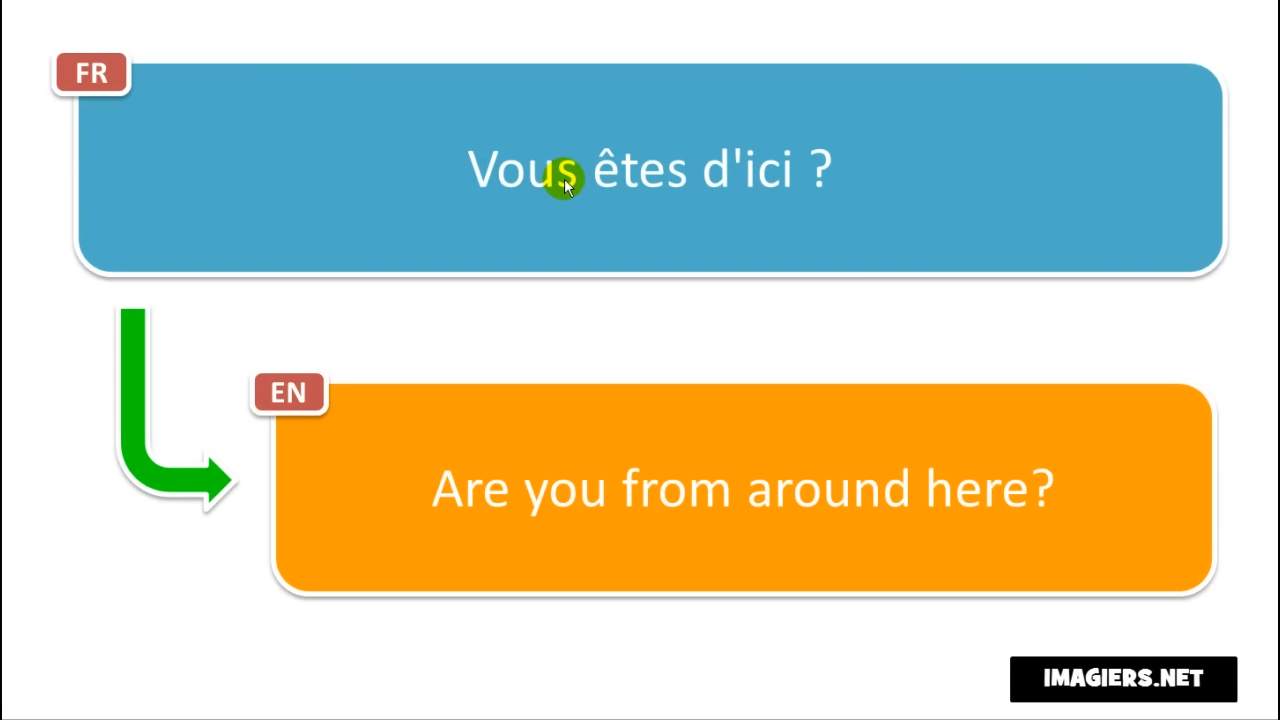 FR
Vous êtes d'ici ?
EN
Are you from around here?
IMAGIERS.NET